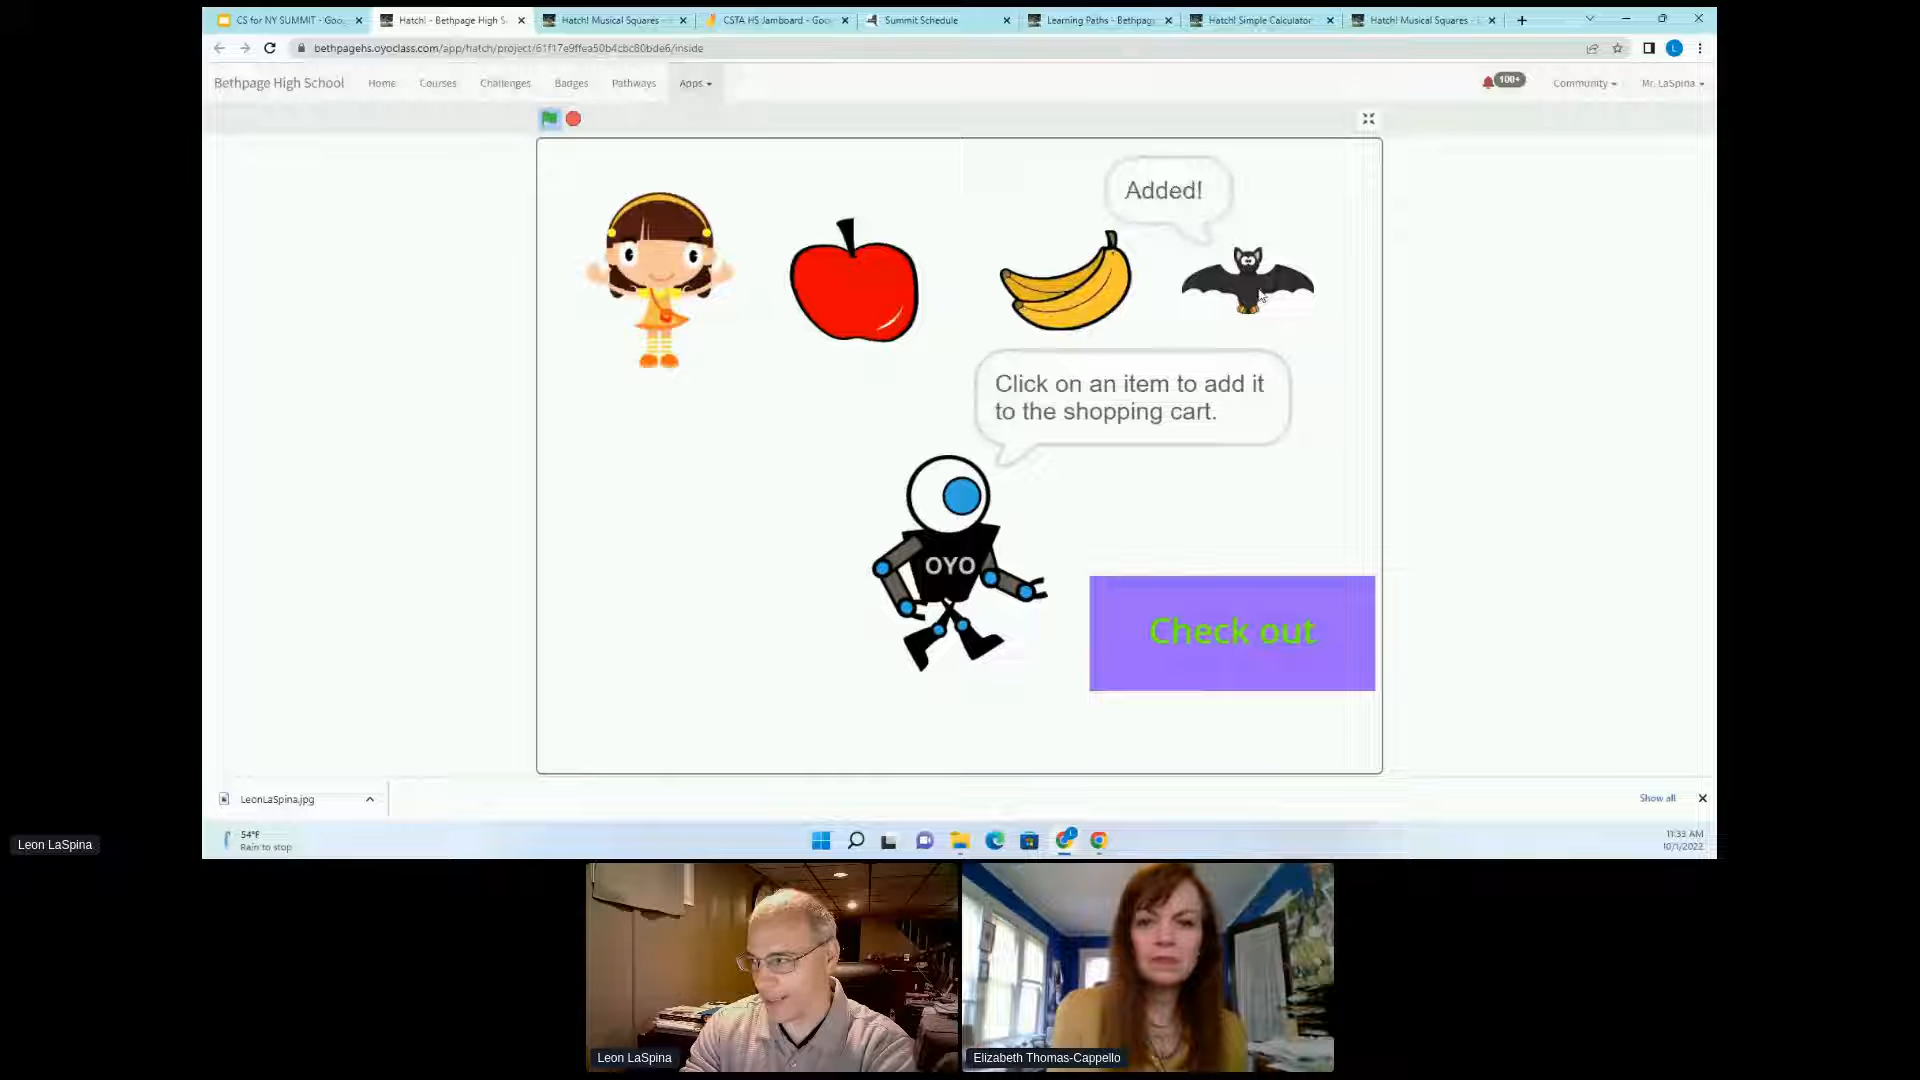 CS for NY SUMMIT - Goo
Hatch! - Bethpage High S
Hatch! Musical Squares
CSTA HS Jamboard - Goo
Summit Schedule
Learning Paths - Bethpag
Hatch! Simple Calculator
Hatch! Musical Squares -
bethpagehs.oyoclass.com/app/hatch/project/61f17e9ffea50b4cbc80bde6/inside
L
Bethpage High School
Home
Courses
Challenges
Badges
Pathways
Apps
100+
Community
Mr. LaSpina
Added!
Click on an item to add it
to the shopping cart.
OYO
Check out
LeonLaSpina.jpg
Show all
54°F
Rain to stop
11:33 AM
10/1/2022
Leon LaSpina
Leon LaSpina
Elizabeth Thomas-Cappello